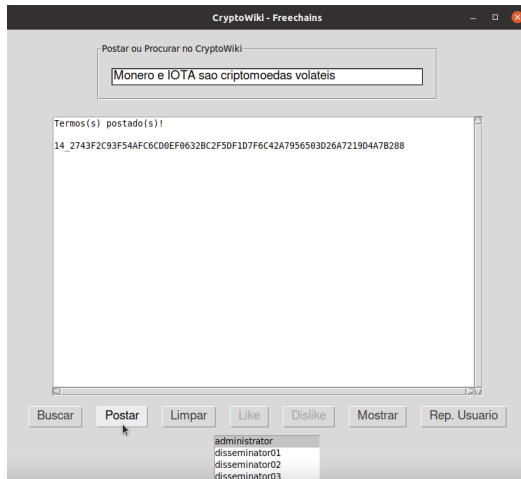 CryptoWiki - Freechains
Postar ou Procurar no CryptoWiki
Monero e IOTA sao criptomoedas volateis
Termos(s) postado(s)!
14_2743F2C93F54AFC6CD0EF0632BC2F5DF1D7F6C42A7956503D26A7219D4A7B288
Buscar Postar Limpar Like Dislike Mostrar Rep. Usuario
administrator
disseminator01
disseminator02
disseminator03